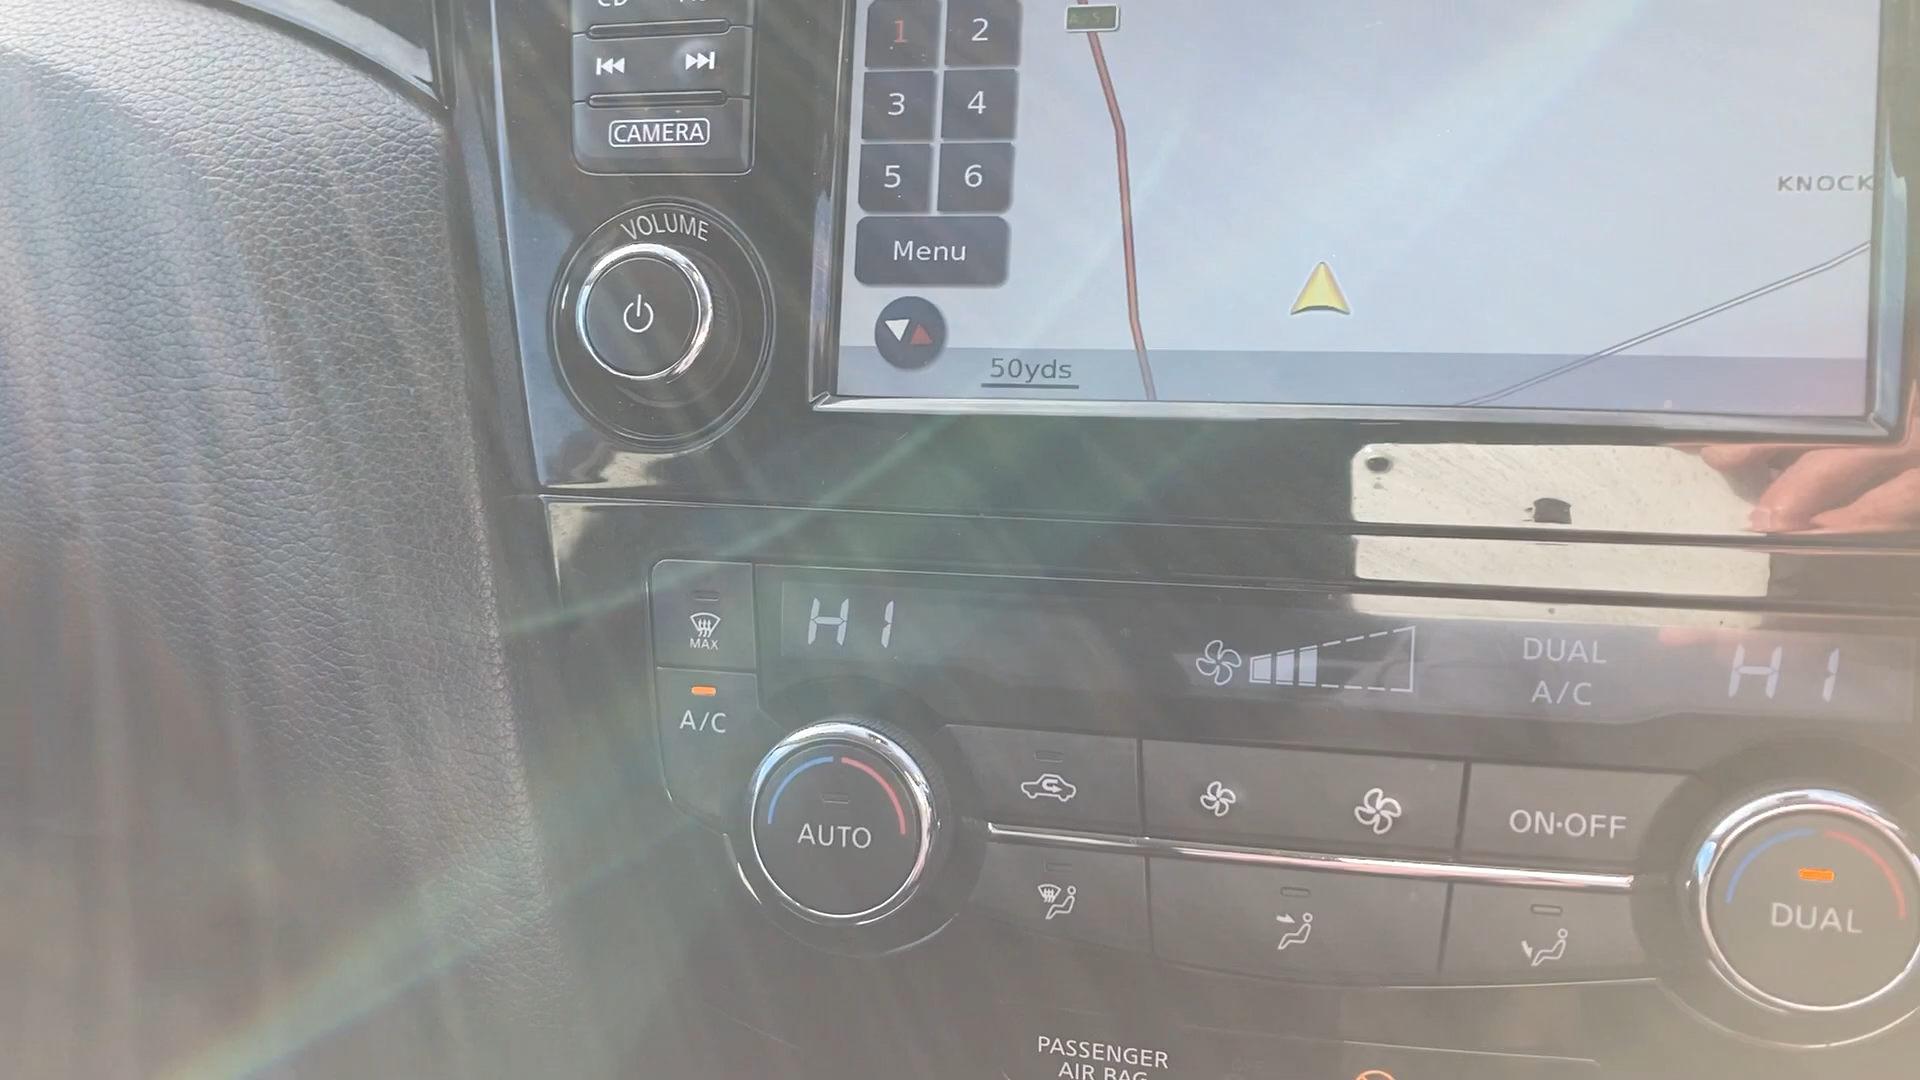 CD
1 2
3 4
5 6
Menu
CAMERA
VOLUME
KNOCK
50yds
MAX
HI
DUAL
A/C
HI
A/C
AUTO
ON·OFF
DUAL
PASSENGER
AIR BAG